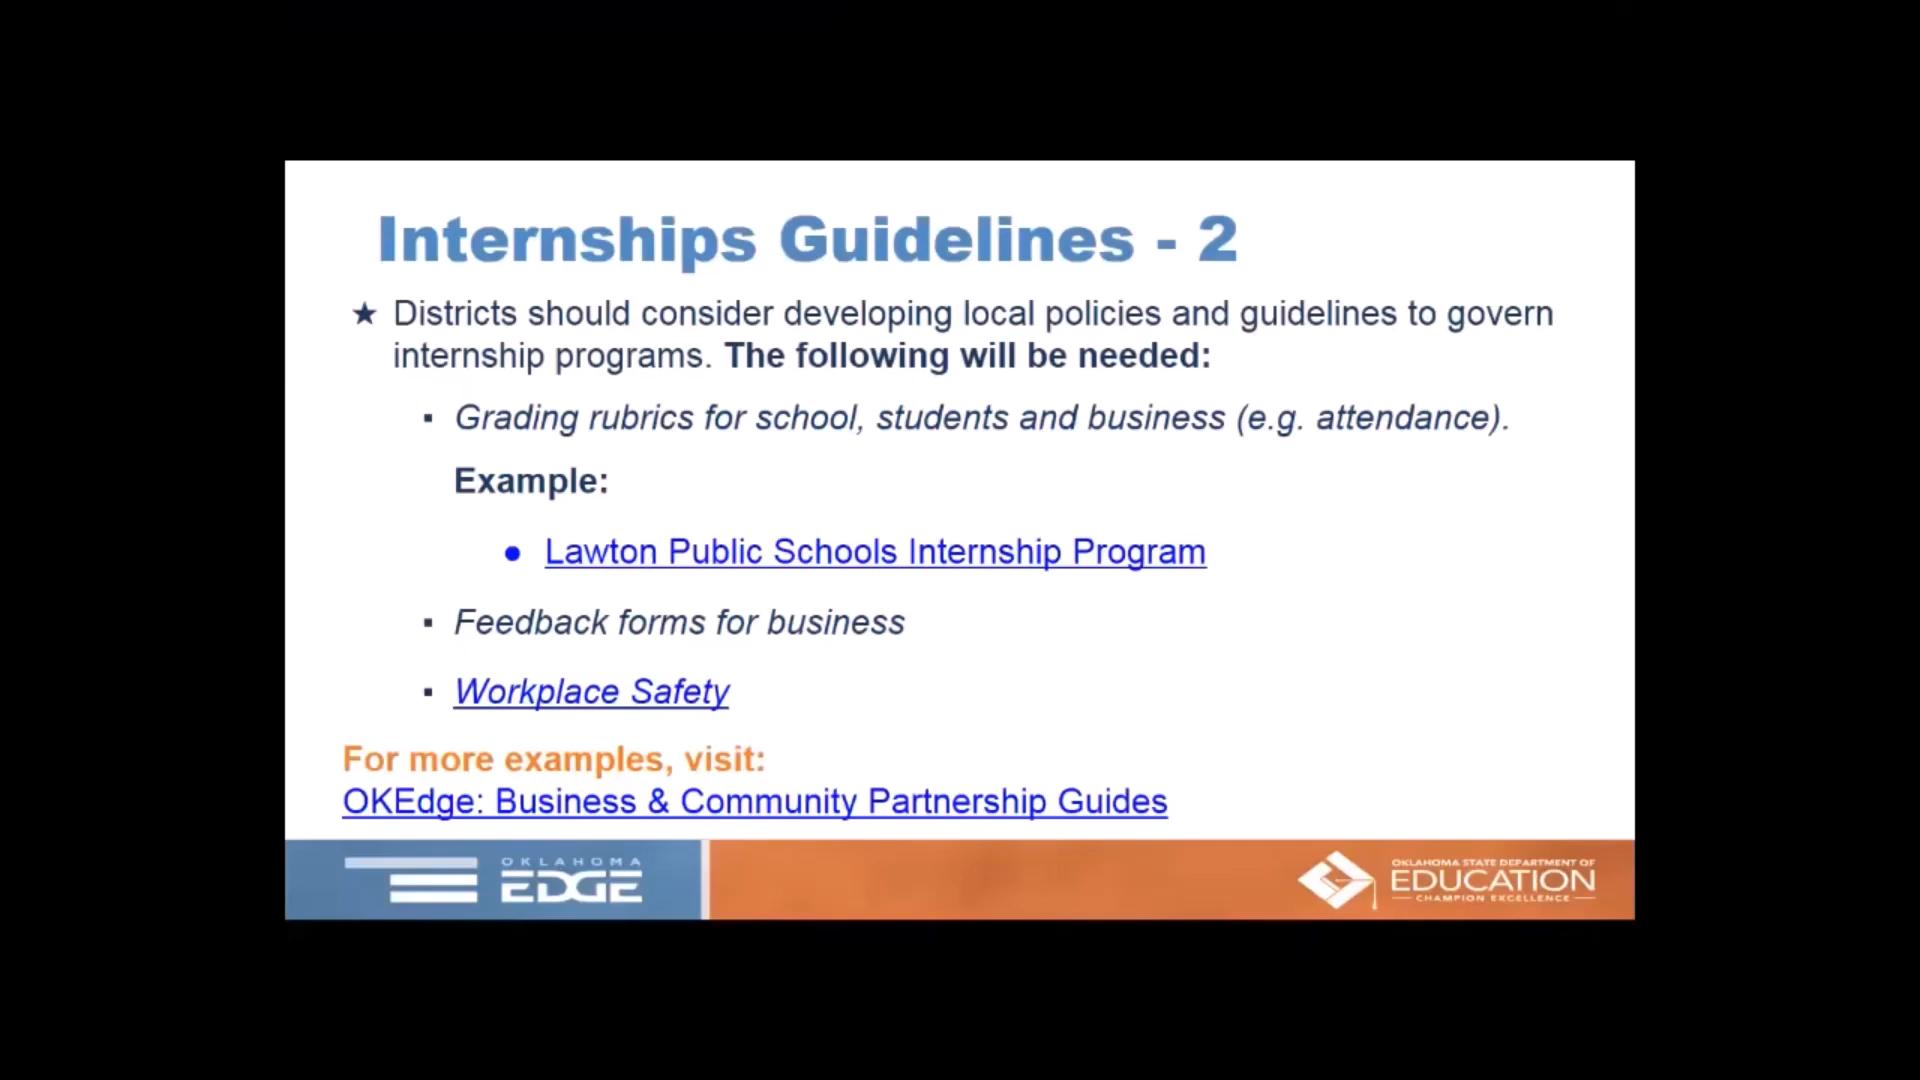 Internships Guidelines - 2
★ Districts should consider developing local policies and guidelines to govern
internship programs. The following will be needed:
▪ Grading rubrics for school, students and business (e.g. attendance).
Example:
● Lawton Public Schools Internship Program
▪ Feedback forms for business
▪ Workplace Safety
For more examples, visit:
OKEdge: Business & Community Partnership Guides
OKLAHOMA
EDGE
OKLAHOMA STATE DEPARTMENT OF
EDUCATION
CHAMPION EXCELLENCE